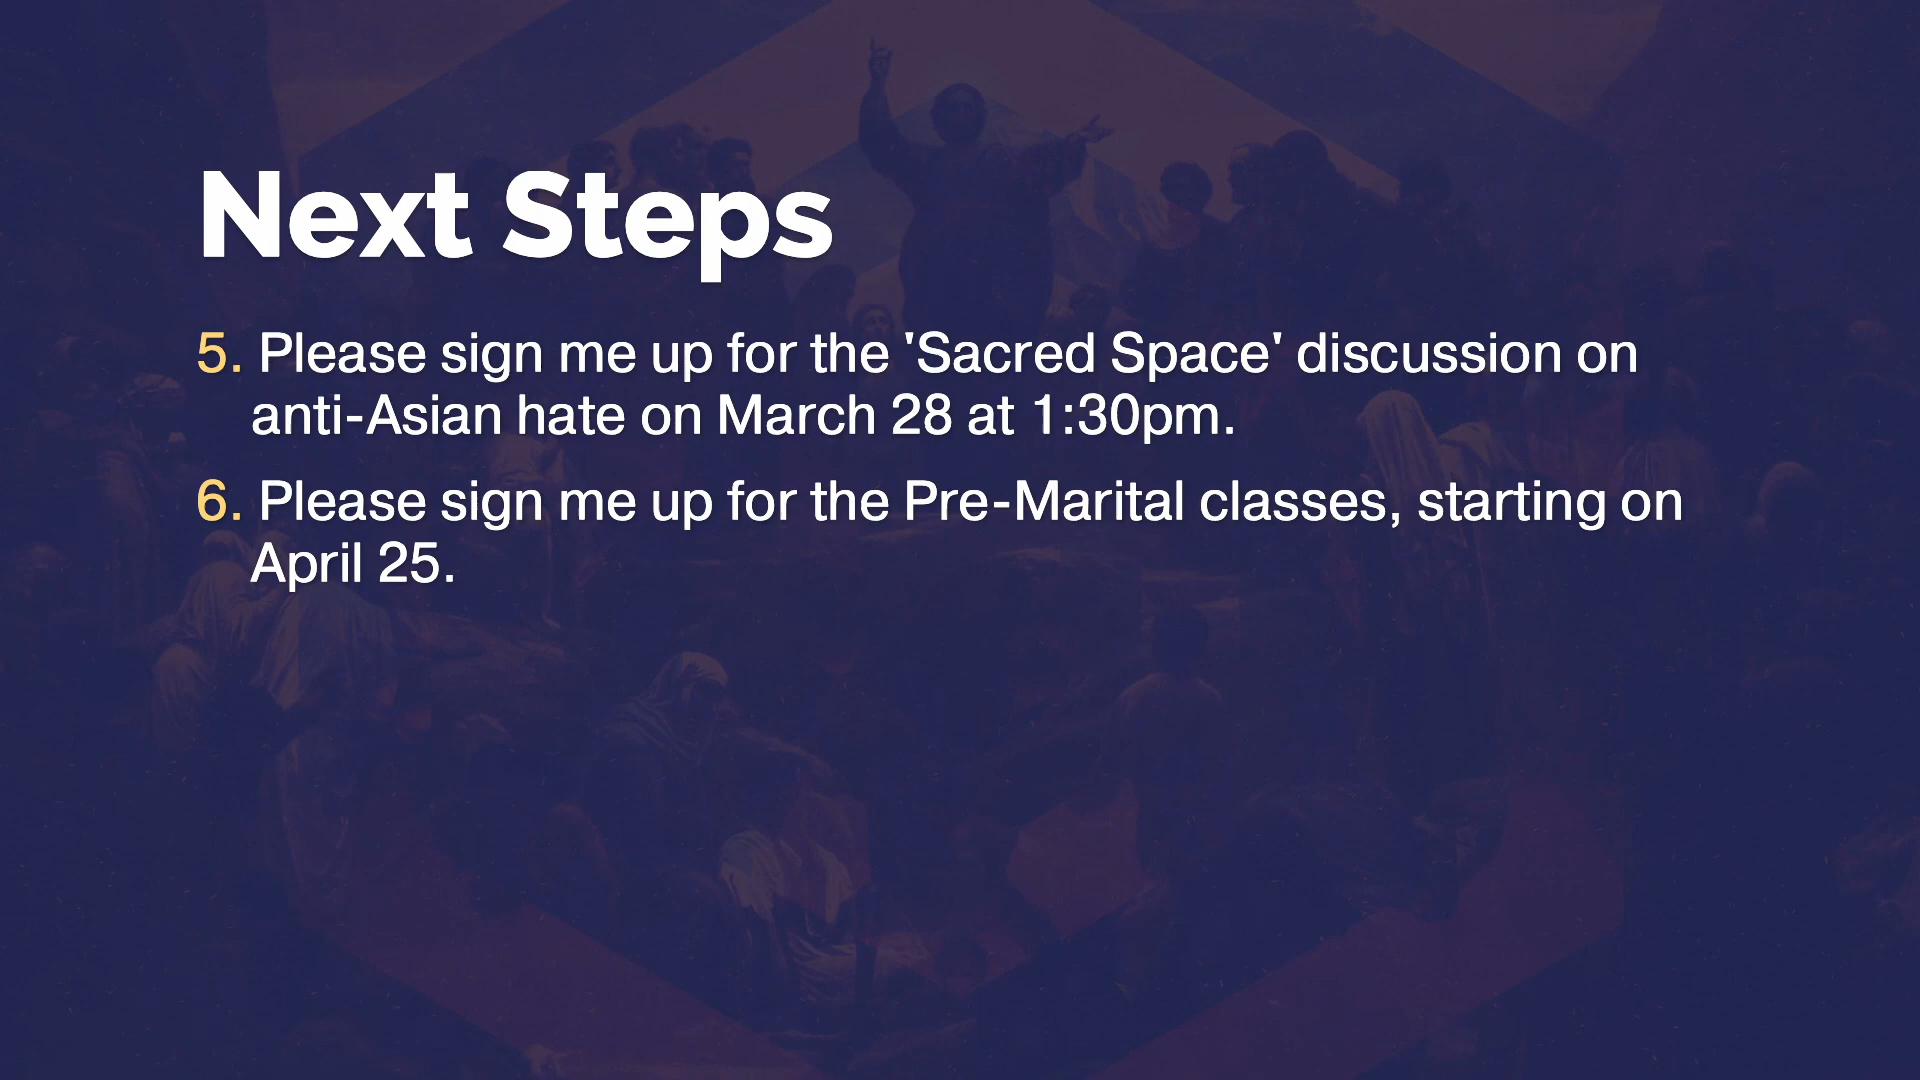 Next Steps
5. Please sign me up for the 'Sacred Space' discussion on
anti-Asian hate on March 28 at 1:30pm.
6. Please sign me up for the Pre-Marital classes, starting on
April 25.